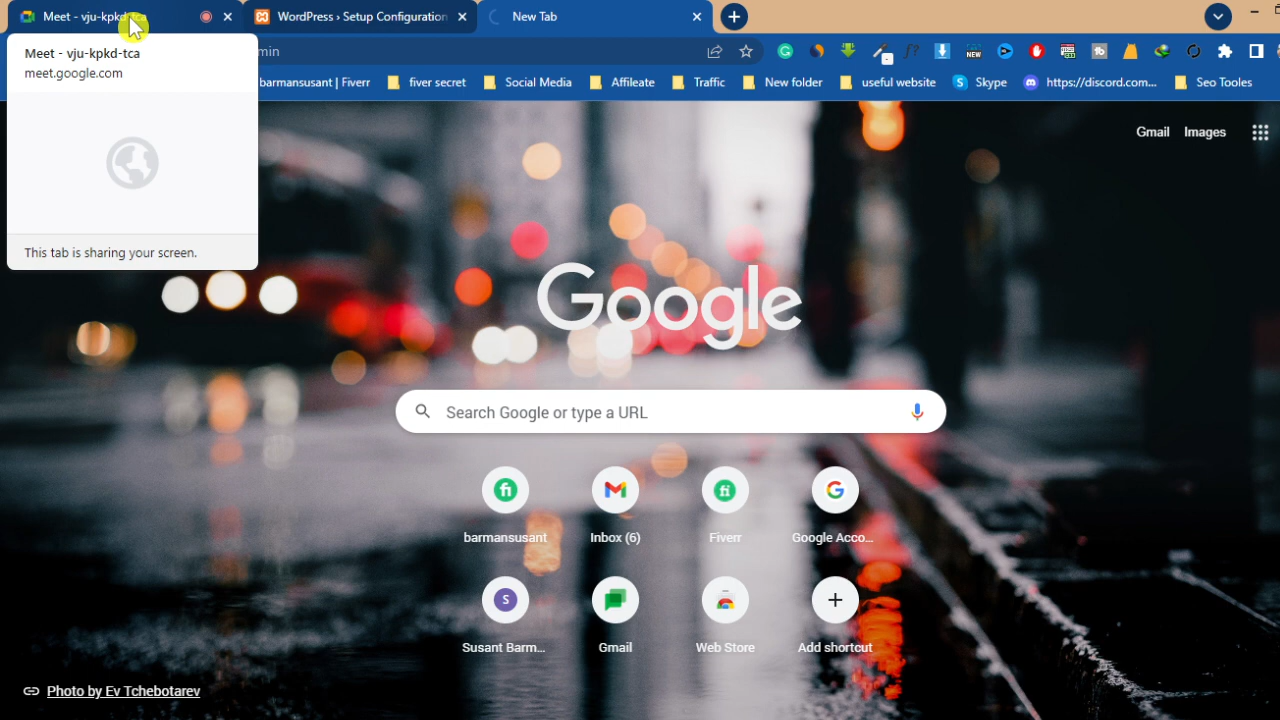 Meet - vju-kpkd-tca
WordPress › Setup Configuration
New Tab
Meet - vju-kpkd-tca
meet.google.com
This tab is sharing your screen.
min
barmansusant | Fiverr
fiver secret
Social Media
Affileate
Traffic
New folder
useful website
Skype
https://discord.com...
Seo Tooles
Gmail
Images
Google
Search Google or type a URL
barmansusant
Inbox (6)
Fiverr
Google Acco...
Susant Barm...
Gmail
Web Store
Add shortcut
Photo by Ev Tchebotarev